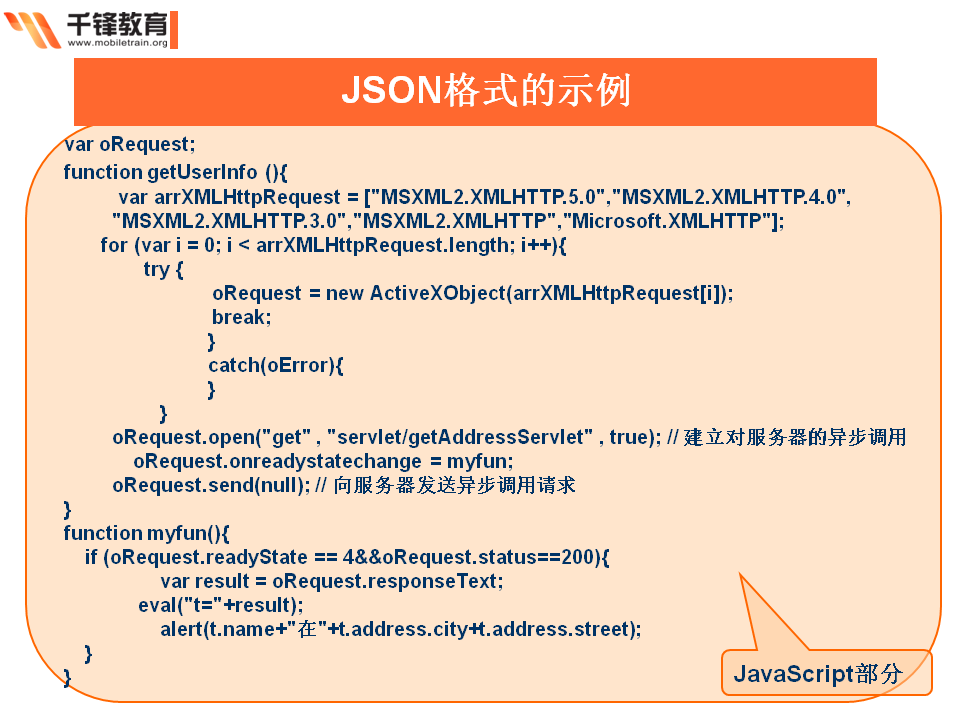 千锋教育
www.mobiletrain.org
JSON格式的示例
var oRequest;
function getUserInfo (){
var arrXMLHttpRequest = ["MSXML2.XMLHTTP.5.0","MSXML2.XMLHTTP.4.0",
"MSXML2.XMLHTTP.3.0","MSXML2.XMLHTTP","Microsoft.XMLHTTP"];
for (var i = 0; i < arrXMLHttpRequest.length; i++){
try {
oRequest = new ActiveXObject(arrXMLHttpRequest[i]);
break;
}
catch(oError){
}
}
oRequest.open("get" , "servlet/getAddressServlet" , true); // 建立对服务器的异步调用
oRequest.onreadystatechange = myfun;
oRequest.send(null); // 向服务器发送异步调用请求
}
function myfun(){
if (oRequest.readyState == 4&&oRequest.status==200){
var result = oRequest.responseText;
eval("t="+result);
alert(t.name+"在"+t.address.city+t.address.street);
}
}
JavaScript部分